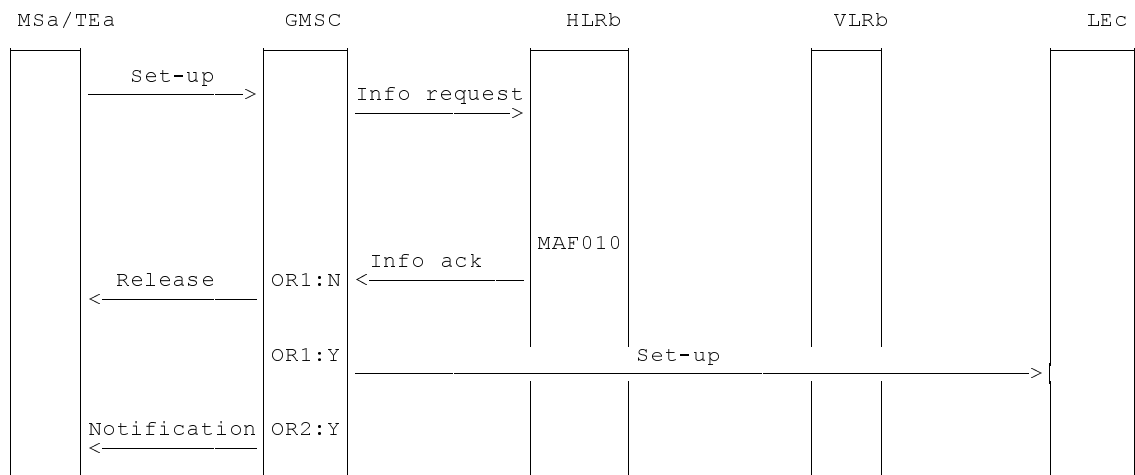 MSa/TEa GMSC HLRb VLRb LEc
Set-up
Info request
MAF010
Info ack
Release OR1:N
OR1:Y Set-up
Notification OR2:Y